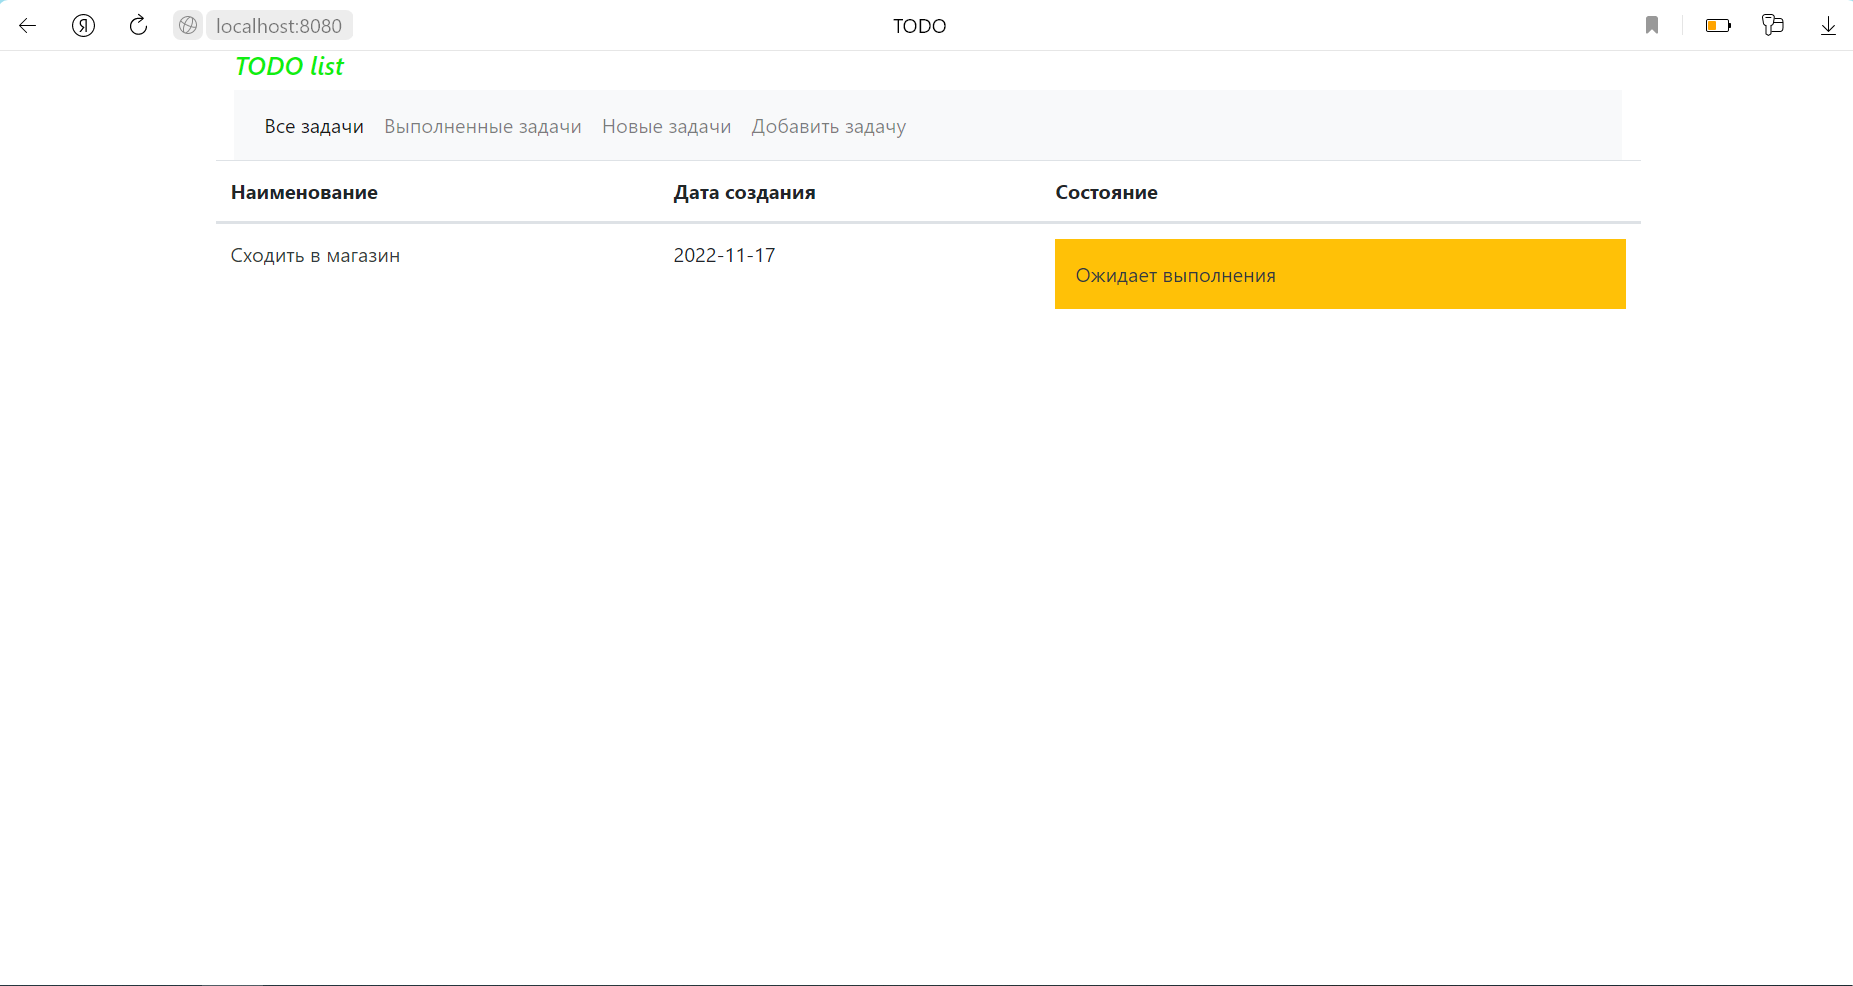 localhost:8080 TODO
TODO list
Все задачи Выполненные задачи Новые задачи Добавить задачу
Наименование Дата создания Состояние
Сходить в магазин 2022-11-17 Ожидает выполнения